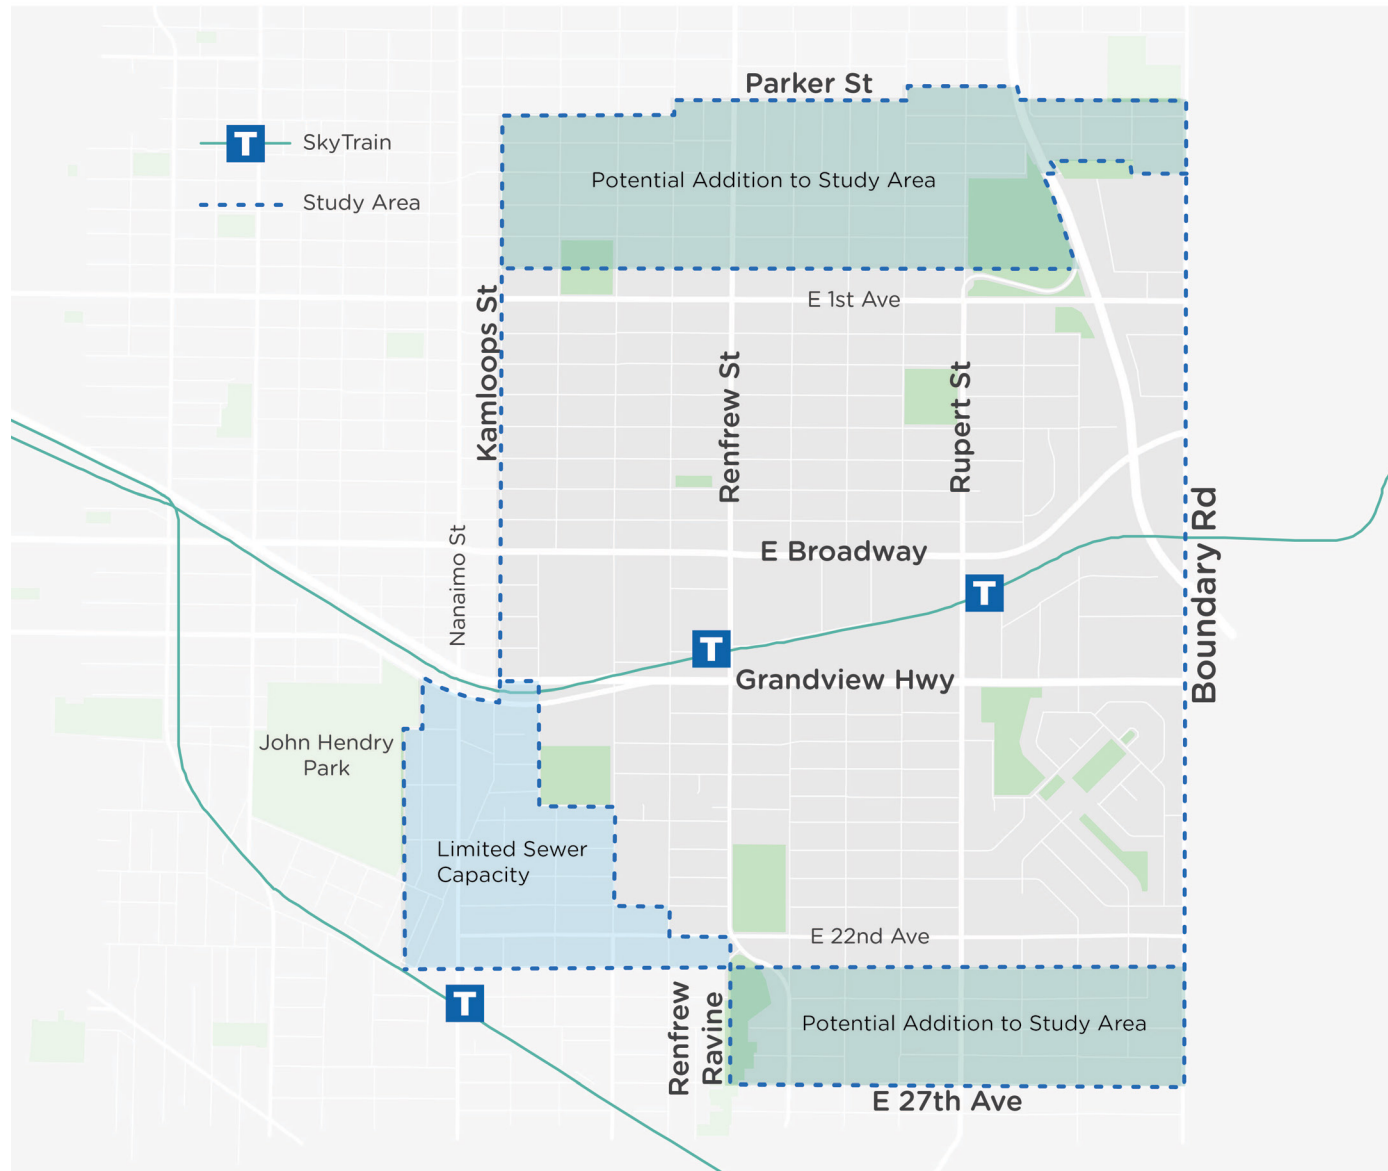 Parker St
T SkyTrain
Study Area
Potential Addition to Study Area
E 1st Ave
Kamloops St
Renfrew St
Rupert St
Boundary Rd
Nanaimo St
E Broadway
T
T
Grandview Hwy
John Hendry
Park
Limited Sewer
Capacity
E 22nd Ave
T
Renfrew
Ravine
Potential Addition to Study Area
E 27th Ave